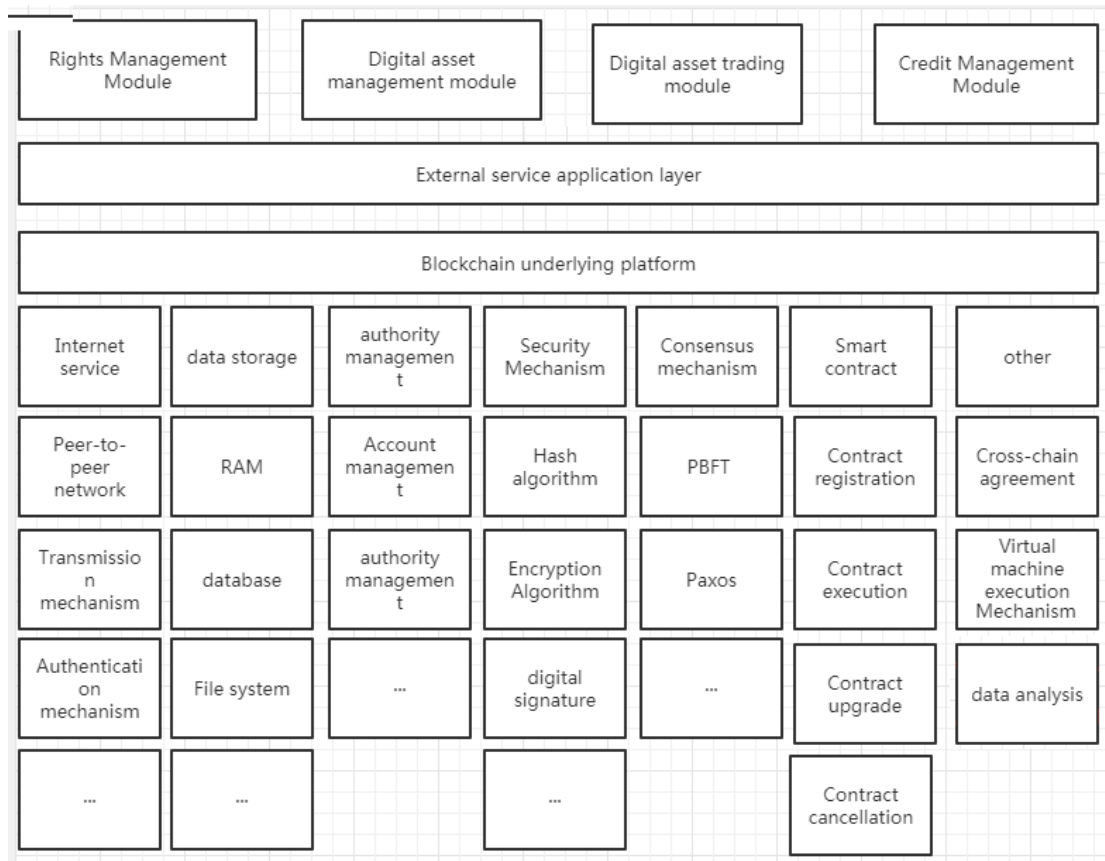 Rights Management
Module
Digital asset
management module
Digital asset trading
module
Credit Management
Module
External service application layer
Blockchain underlying platform
Internet
service
data storage
authority
managemen
t
Security
Mechanism
Consensus
mechanism
Smart
contract
other
Peer-to-
peer
network
RAM
Account
managemen
t
Hash
algorithm
PBFT
Contract
registration
Cross-chain
agreement
Transmissio
n
mechanism
database
authority
managemen
t
Encryption
Algorithm
Paxos
Contract
execution
Virtual
machine
execution
Mechanism
Authenticati
on
mechanism
File system
...
digital
signature
...
Contract
upgrade
data analysis
...
...
...
Contract
cancellation